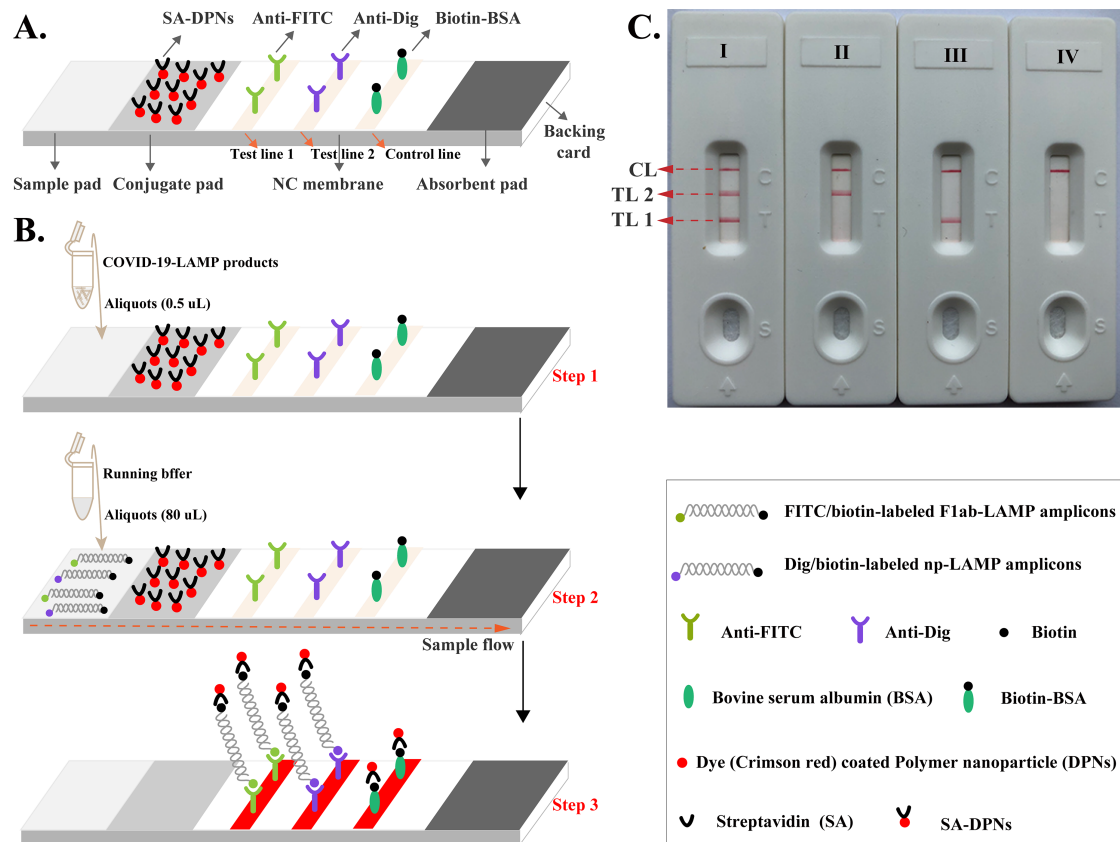 A.
SA-DPNs
Anti-FITC
Anti-Dig
Biotin-BSA
Test line 1
Test line 2
Control line
Backing
card
Sample pad
Conjugate pad
NC membrane
Absorbent pad
B.
COVID-19-LAMP products
Aliquots (0.5 uL)
Step 1
Running bffer
Aliquots (80 uL)
Step 2
Sample flow
Step 3
C.
I
II
III
IV
CL
TL 2
TL 1
C
T
S
C
T
S
C
T
S
C
T
S
FITC/biotin-labeled F1ab-LAMP amplicons
Dig/biotin-labeled np-LAMP amplicons
Anti-FITC
Anti-Dig
Biotin
Bovine serum albumin (BSA)
Biotin-BSA
Dye (Crimson red) coated Polymer nanoparticle (DPNs)
Streptavidin (SA)
SA-DPNs